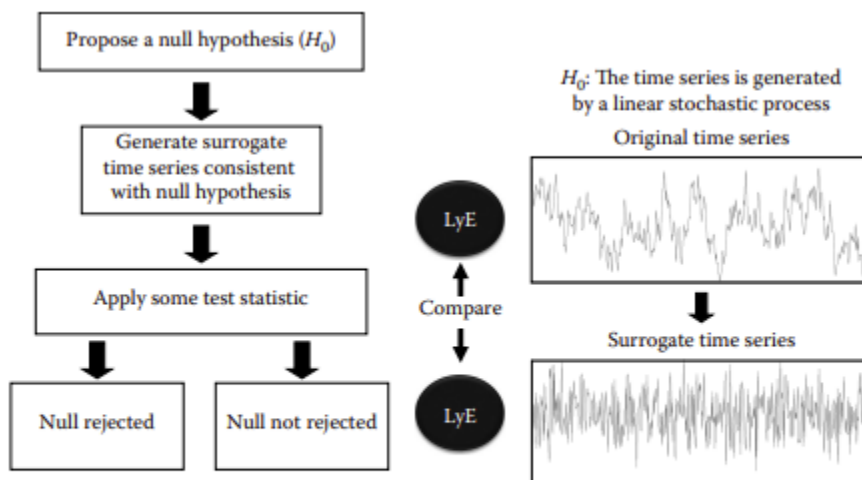 Propose a null hypothesis (H₀)
Generate surrogate
time series consistent
with null hypothesis
Apply some test statistic
Null rejected
Null not rejected
LyE
Compare
LyE
H₀: The time series is generated
by a linear stochastic process
Original time series
Surrogate time series